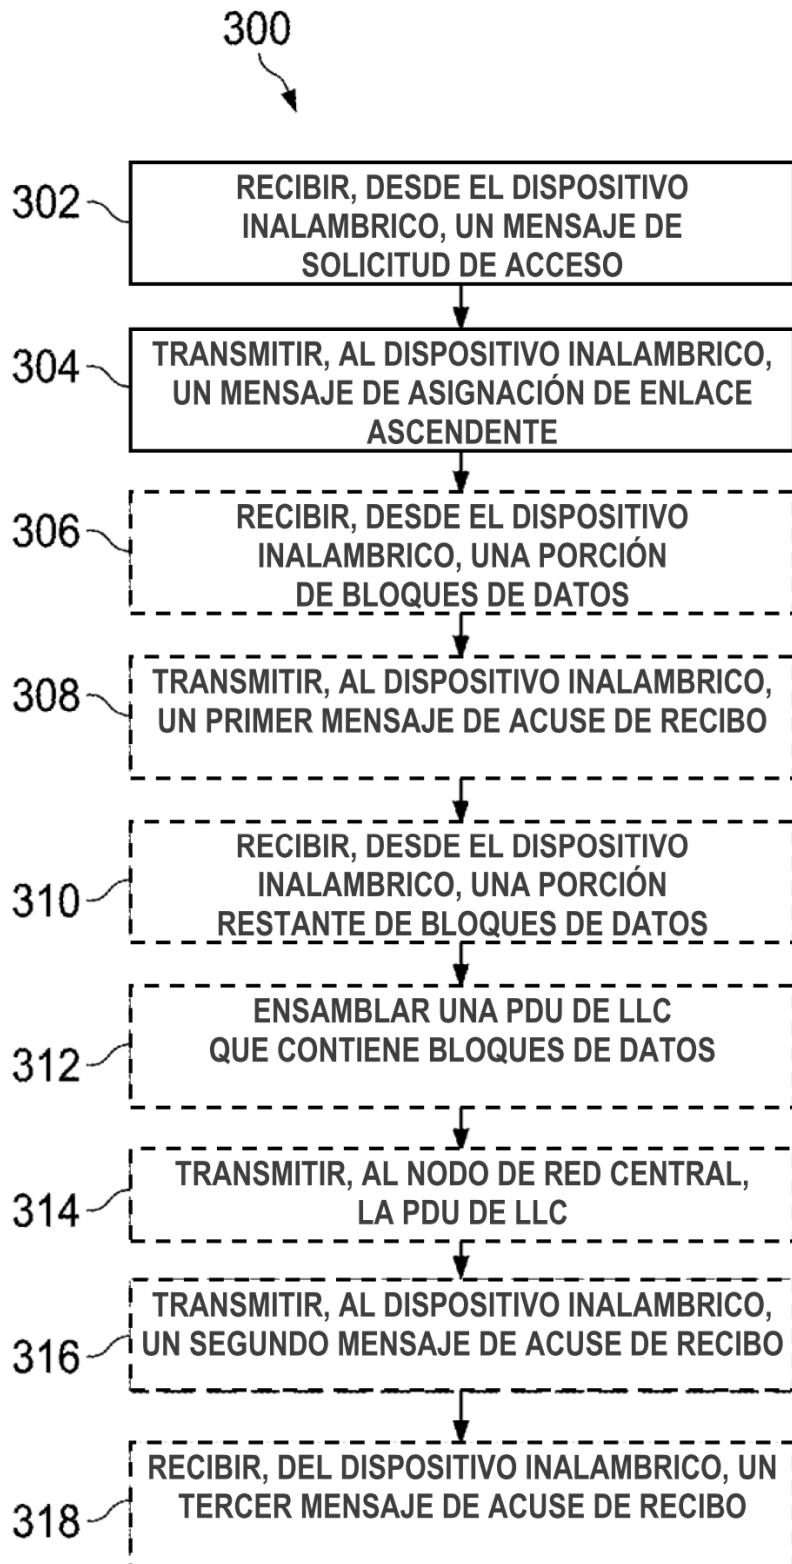 300
302
RECIBIR, DESDE EL DISPOSITIVO
INALAMBRICO, UN MENSAJE DE
SOLICITUD DE ACCESO
304
TRANSMITIR, AL DISPOSITIVO INALAMBRICO,
UN MENSAJE DE ASIGNACIÓN DE ENLACE
ASCENDENTE
306
RECIBIR, DESDE EL DISPOSITIVO
INALAMBRICO, UNA PORCIÓN
DE BLOQUES DE DATOS
308
TRANSMITIR, AL DISPOSITIVO INALAMBRICO,
UN PRIMER MENSAJE DE ACUSE DE RECIBO
310
RECIBIR, DESDE EL DISPOSITIVO
INALAMBRICO, UNA PORCIÓN
RESTANTE DE BLOQUES DE DATOS
312
ENSAMBLAR UNA PDU DE LLC
QUE CONTIENE BLOQUES DE DATOS
314
TRANSMITIR, AL NODO DE RED CENTRAL,
LA PDU DE LLC
316
TRANSMITIR, AL DISPOSITIVO INALAMBRICO,
UN SEGUNDO MENSAJE DE ACUSE DE RECIBO
318
RECIBIR, DEL DISPOSITIVO INALAMBRICO, UN
TERCER MENSAJE DE ACUSE DE RECIBO